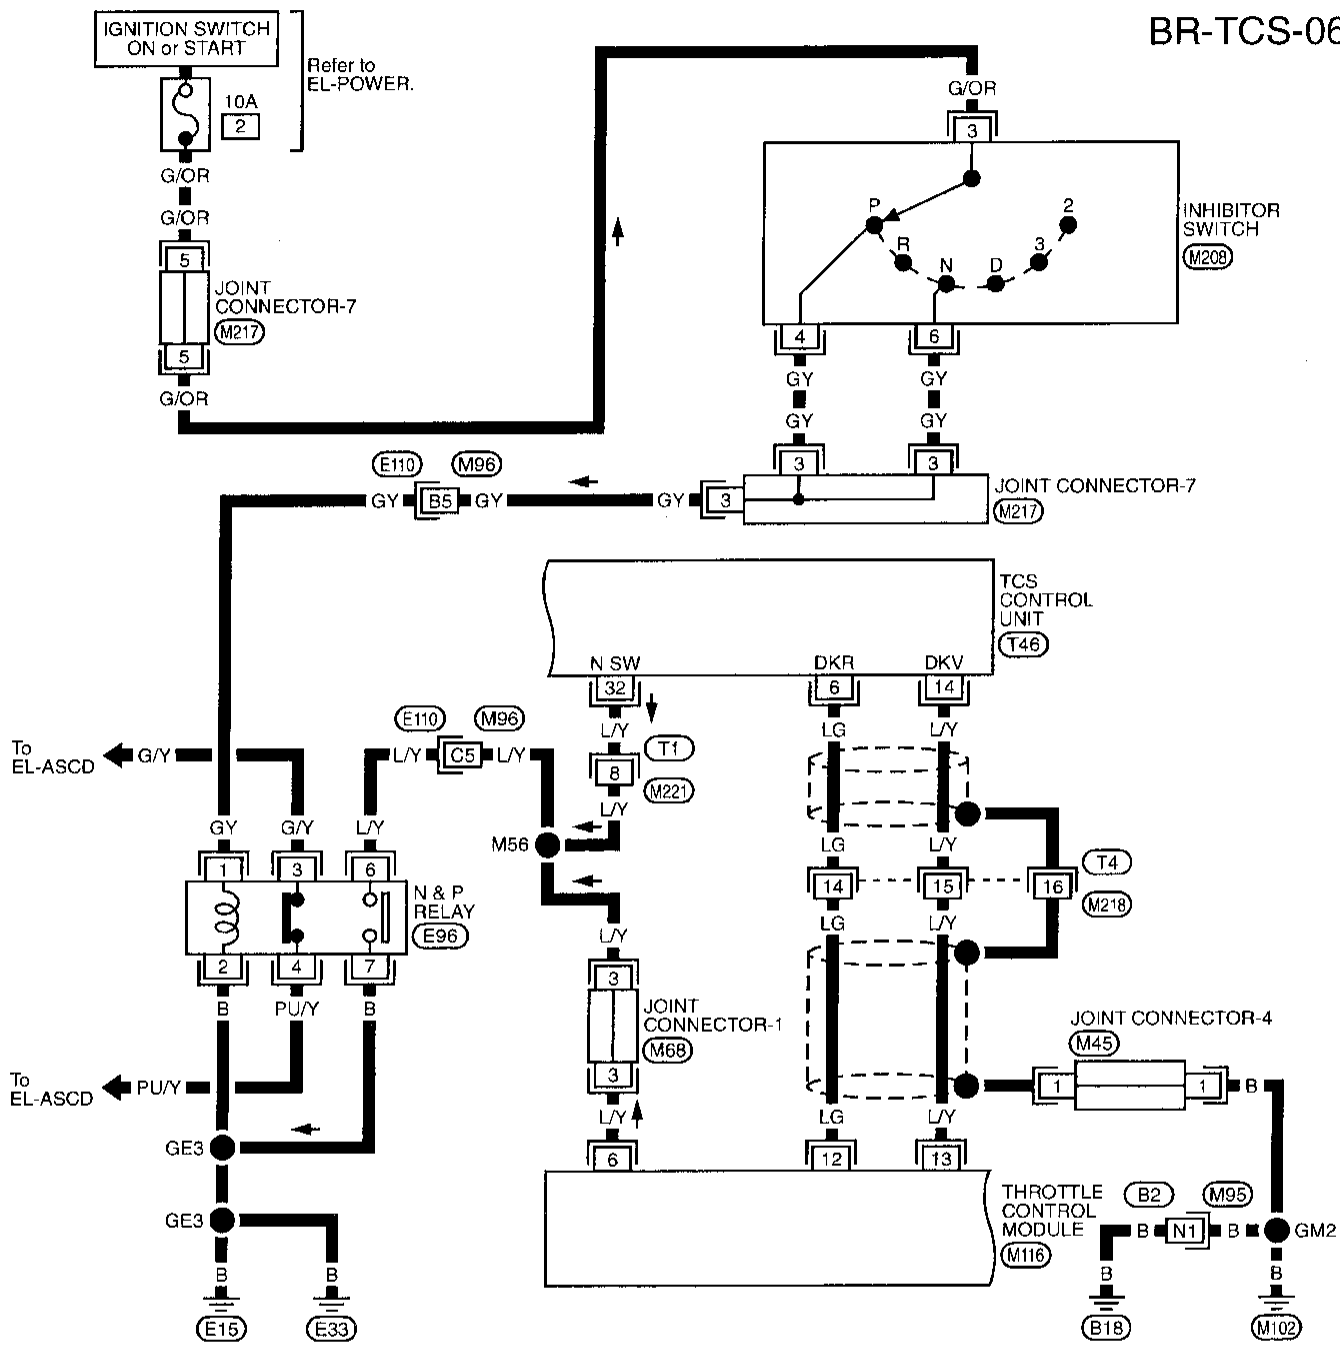 BR-TCS-06
IGNITION SWITCH
ON or START
Refer to
EL-POWER.
10A
2
G/OR
G/OR
5
JOINT
CONNECTOR-7
M217
5
G/OR
G/OR
3
P
R
N
D
3
2
INHIBITOR
SWITCH
M208
4
6
GY
GY
GY
GY
3
3
JOINT CONNECTOR-7
M217
E110
M96
GY
B5
GY
GY
3
TCS
CONTROL
UNIT
T46
N SW
DKR
DKV
32
6
14
L/Y
LG
L/Y
E110
M96
L/Y
C5
L/Y
T1
8
M221
L/Y
To
EL-ASCD
G/Y
GY
G/Y
L/Y
M56
LG
L/Y
1
3
6
14
15
16
T4
M218
N & P
RELAY
E96
LG
L/Y
L/Y
2
4
7
3
B
PU/Y
B
JOINT
CONNECTOR-1
M68
3
JOINT CONNECTOR-4
M45
1
1
B
To
EL-ASCD
PU/Y
L/Y
LG
L/Y
GE3
6
12
13
THROTTLE
CONTROL
MODULE
M116
B2
M95
GE3
B
N1
B
GM2
B
B
B
B
E15
E33
B18
M102